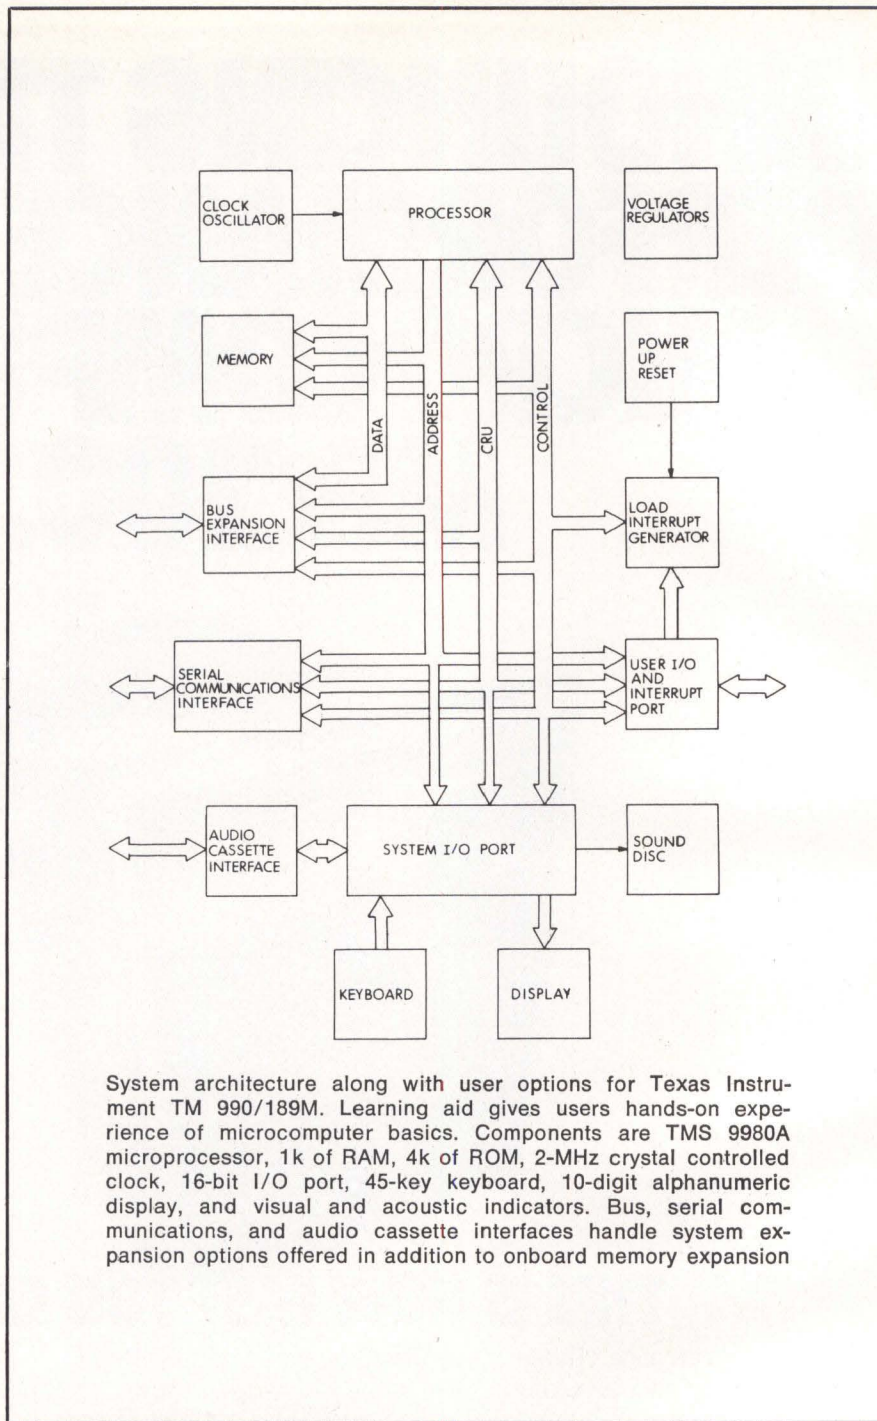 CLOCK
OSCILLATOR
PROCESSOR
VOLTAGE
REGULATORS
MEMORY
POWER
UP
RESET
DATA
ADDRESS
CRU
CONTROL
BUS
EXPANSION
INTERFACE
LOAD
INTERRUPT
GENERATOR
SERIAL
COMMUNICATIONS
INTERFACE
USER I/O
AND
INTERRUPT
PORT
AUDIO
CASSETTE
INTERFACE
SYSTEM I/O PORT
SOUND
DISC
KEYBOARD
DISPLAY
System architecture along with user options for Texas Instru-
ment TM 990/189M. Learning aid gives users hands-on expe-
rience of microcomputer basics. Components are TMS 9980A
microprocessor, 1k of RAM, 4k of ROM, 2-MHz crystal controlled
clock, 16-bit I/O port, 45-key keyboard, 10-digit alphanumeric
display, and visual and acoustic indicators. Bus, serial com-
munications, and audio cassette interfaces handle system ex-
pansion options offered in addition to onboard memory expansion